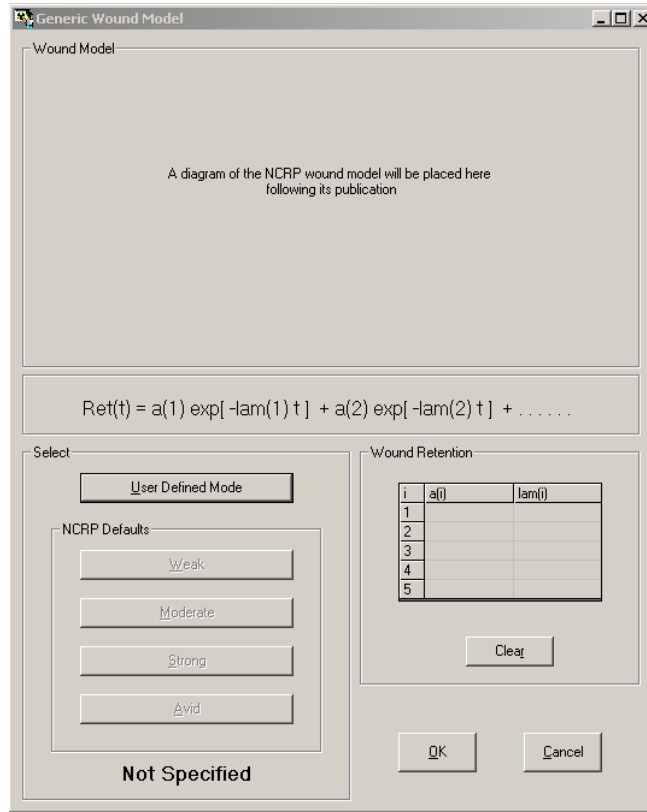 Generic Wound Model
Wound Model
A diagram of the NCRP wound model will be placed here
following its publication
Ret(t) = a(1) exp[ -lam(1) t ] + a(2) exp[ -lam(2) t ] + . . . . . .
Select
User Defined Mode
NCRP Defaults
Weak
Moderate
Strong
Avid
Not Specified
Wound Retention
i a(i) lam(i)
1
2
3
4
5
Clear
OK
Cancel